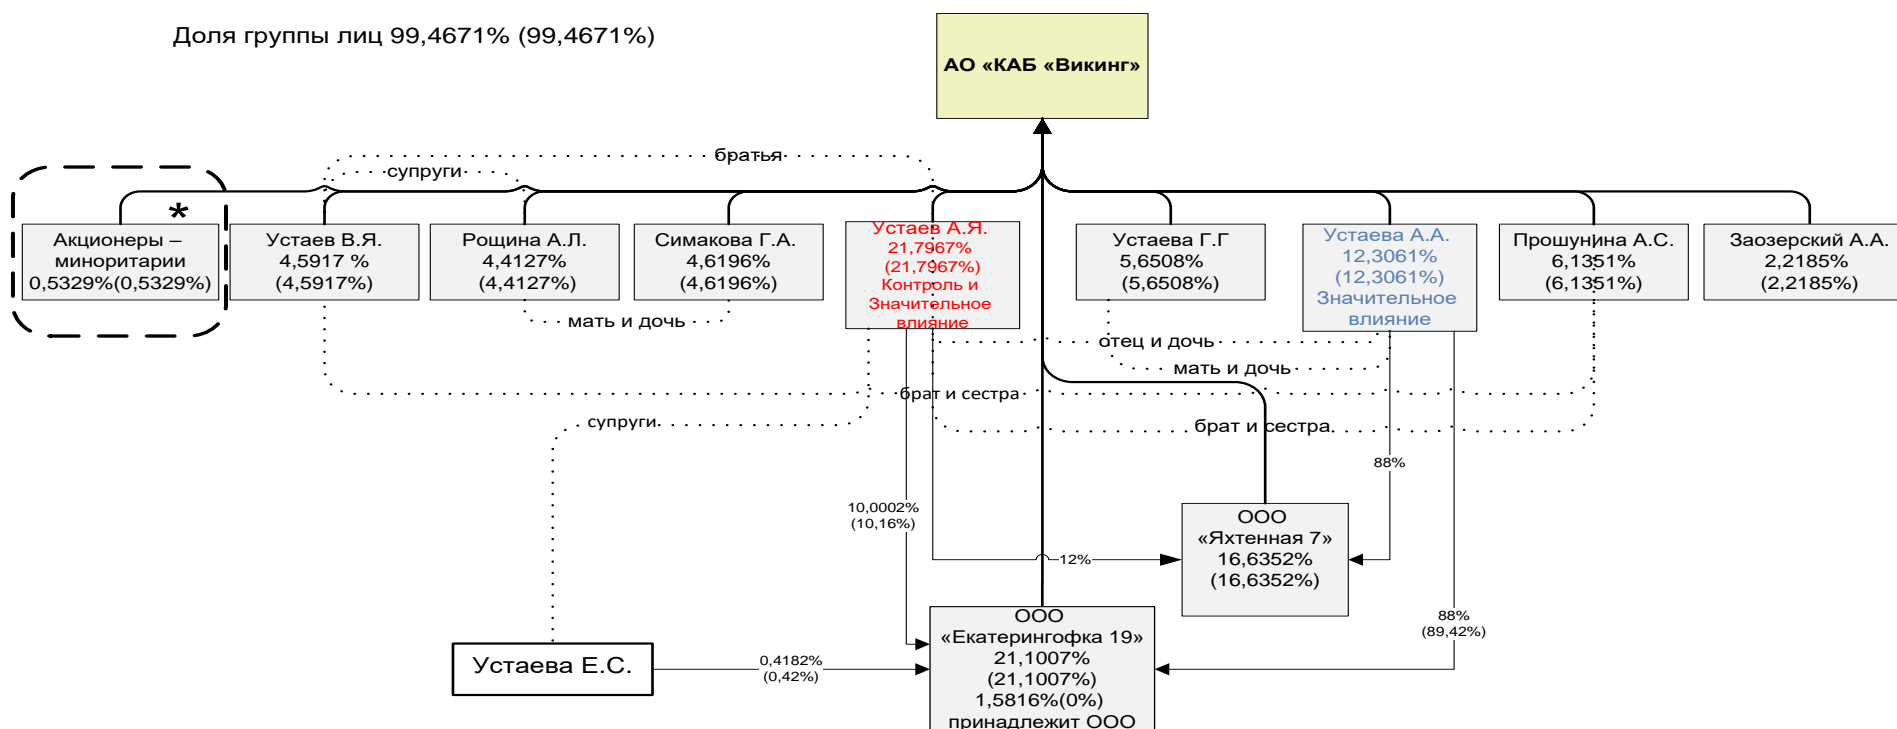 Доля группы лиц 99,4671% (99,4671%)
АО «КАБ «Викинг»
братья
супруги
*
Акционеры –
миноритарии
0,5329%(0,5329%)
Устаев В.Я.
4,5917 %
(4,5917%)
Рощина А.Л.
4,4127%
(4,4127%)
Симакова Г.А.
4,6196%
(4,6196%)
Устаев А.Я.
21,7967%
(21,7967%)
Контроль и
Значительное
влияние
Устаева Г.Г
5,6508%
(5,6508%)
Устаева А.А.
12,3061%
(12,3061%)
Значительное
влияние
Прошунина А.С.
6,1351%
(6,1351%)
Заозерский А.А.
2,2185%
(2,2185%)
мать и дочь
отец и дочь
мать и дочь
брат и сестра
супруги
брат и сестра
88%
10,0002%
(10,16%)
12%
ООО
«Яхтенная 7»
16,6352%
(16,6352%)
88%
(89,42%)
Устаева Е.С.
0,4182%
(0,42%)
ООО
«Екатерингофка 19»
21,1007%
(21,1007%)
1,5816%(0%)
принадлежит ООО